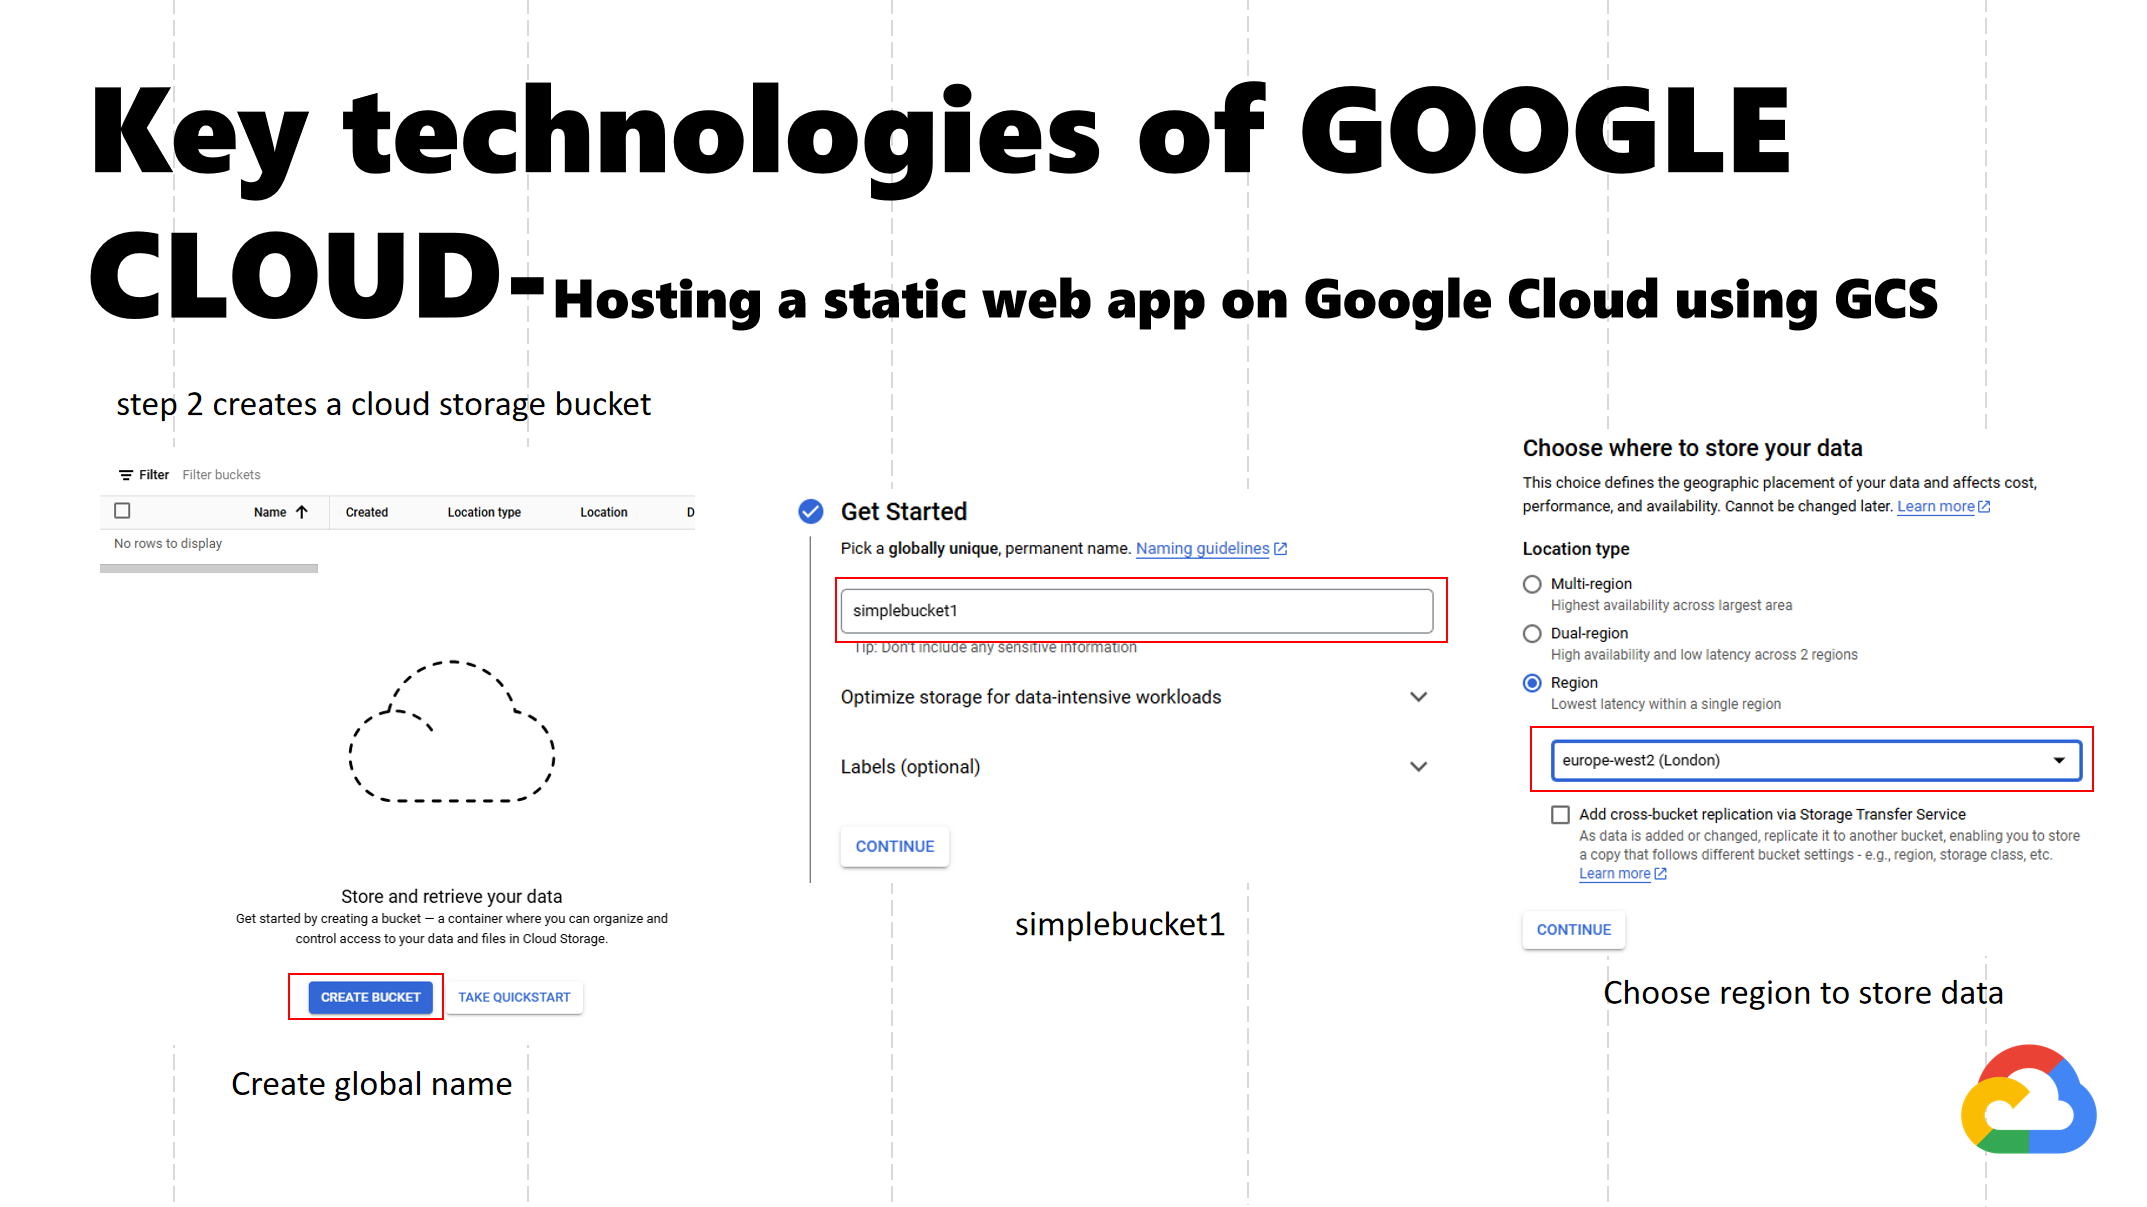 Key technologies of GOOGLE
CLOUD-Hosting a static web app on Google Cloud using GCS
step 2 creates a cloud storage bucket
Filter Filter buckets
Name Created Location type Location D
No rows to display
Store and retrieve your data
Get started by creating a bucket — a container where you can organize and
control access to your data and files in Cloud Storage.
CREATE BUCKET TAKE QUICKSTART
Create global name
Get Started
Pick a globally unique, permanent name. Naming guidelines
simplebucket1
Tip: Don't include any sensitive information
Optimize storage for data-intensive workloads
Labels (optional)
CONTINUE
simplebucket1
Choose where to store your data
This choice defines the geographic placement of your data and affects cost,
performance, and availability. Cannot be changed later. Learn more
Location type
Multi-region
Highest availability across largest area
Dual-region
High availability and low latency across 2 regions
Region
Lowest latency within a single region
europe-west2 (London)
Add cross-bucket replication via Storage Transfer Service
As data is added or changed, replicate it to another bucket, enabling you to store
a copy that follows different bucket settings - e.g., region, storage class, etc.
Learn more
CONTINUE
Choose region to store data